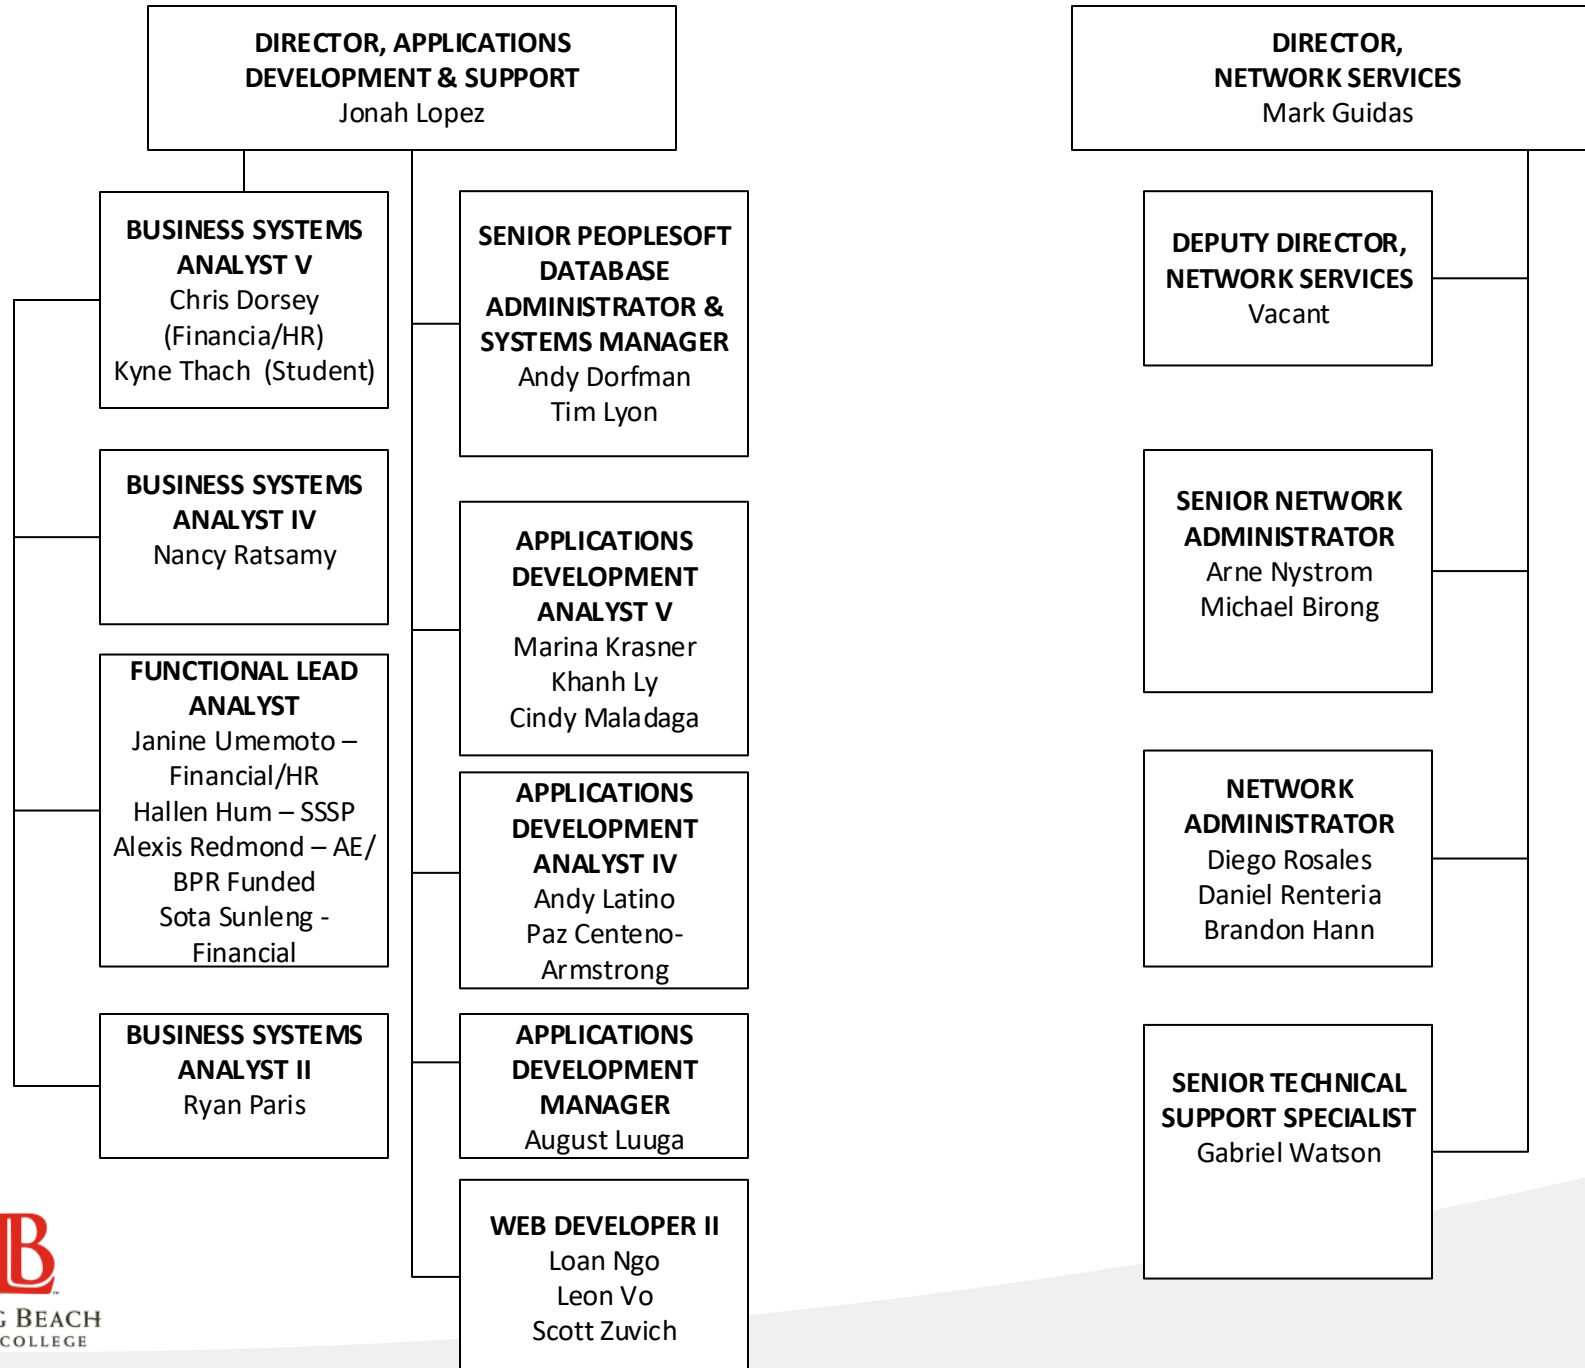 DIRECTOR, APPLICATIONS
DEVELOPMENT & SUPPORT
Jonah Lopez
BUSINESS SYSTEMS
ANALYST V
Chris Dorsey
(Financia/HR)
Kyne Thach (Student)
BUSINESS SYSTEMS
ANALYST IV
Nancy Ratsamy
FUNCTIONAL LEAD
ANALYST
Janine Umemoto –
Financial/HR
Hallen Hum – SSSP
Alexis Redmond – AE/
BPR Funded
Sota Sunleng -
Financial
BUSINESS SYSTEMS
ANALYST II
Ryan Paris
SENIOR PEOPLESOFT
DATABASE
ADMINISTRATOR &
SYSTEMS MANAGER
Andy Dorfman
Tim Lyon
APPLICATIONS
DEVELOPMENT
ANALYST V
Marina Krasner
Khanh Ly
Cindy Maladaga
APPLICATIONS
DEVELOPMENT
ANALYST IV
Andy Latino
Paz Centeno-
Armstrong
APPLICATIONS
DEVELOPMENT
MANAGER
August Luuga
WEB DEVELOPER II
Loan Ngo
Leon Vo
Scott Zuvich
DIRECTOR,
NETWORK SERVICES
Mark Guidas
DEPUTY DIRECTOR,
NETWORK SERVICES
Vacant
SENIOR NETWORK
ADMINISTRATOR
Arne Nystrom
Michael Birong
NETWORK
ADMINISTRATOR
Diego Rosales
Daniel Renteria
Brandon Hann
SENIOR TECHNICAL
SUPPORT SPECIALIST
Gabriel Watson
LB
G BEACH
COLLEGE